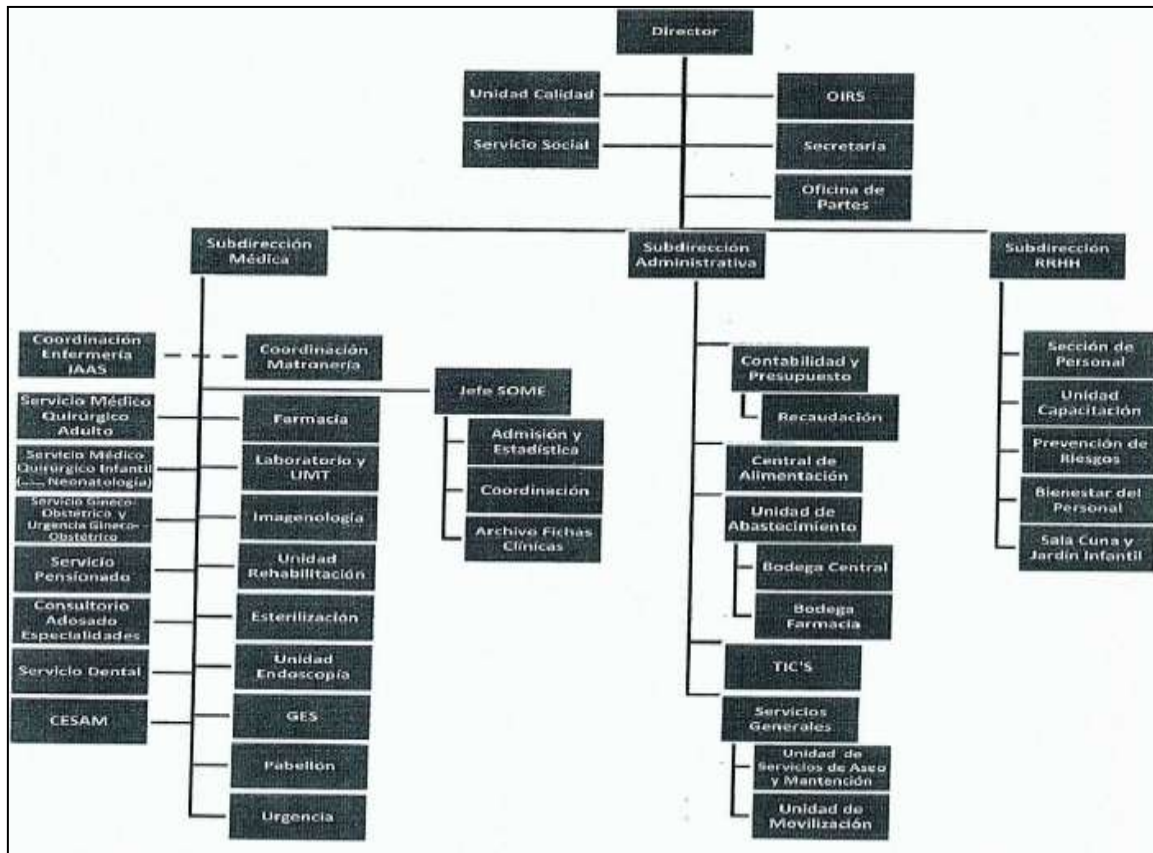 Director
Unidad Calidad
OIRS
Servicio Social
Secretaría
Oficina de
Partes
Subdirección
Médica
Subdirección
Administrativa
Subdirección
RRHH
Coordinación
Enfermería
IAAS
Coordinación
Matronería
Servicio Médico
Quirúrgico
Adulto
Farmacia
Servicio Médico
Quirúrgico Infantil
Neonatología)
Laboratorio y
UMT
Servicio Gineco-
Obstétrico y
Urgencia Gineco-
Obstétrico
Imagenología
Servicio
Pensionado
Unidad
Rehabilitación
Consultorio
Adosado
Especialidades
Esterilización
Servicio Dental
Unidad
Endoscopía
CESAM
GES
Pabellón
Urgencia
Jefe SOME
Admisión y
Estadística
Coordinación
Archivo Fichas
Clínicas
Contabilidad y
Presupuesto
Recaudación
Central de
Alimentación
Unidad de
Abastecimiento
Bodega Central
Bodega
Farmacia
TIC'S
Servicios
Generales
Unidad de
Servicios de Aseo
y Mantención
Unidad de
Movilización
Sección de
Personal
Unidad
Capacitación
Prevención de
Riesgos
Bienestar del
Personal
Sala Cuna y
Jardín Infantil